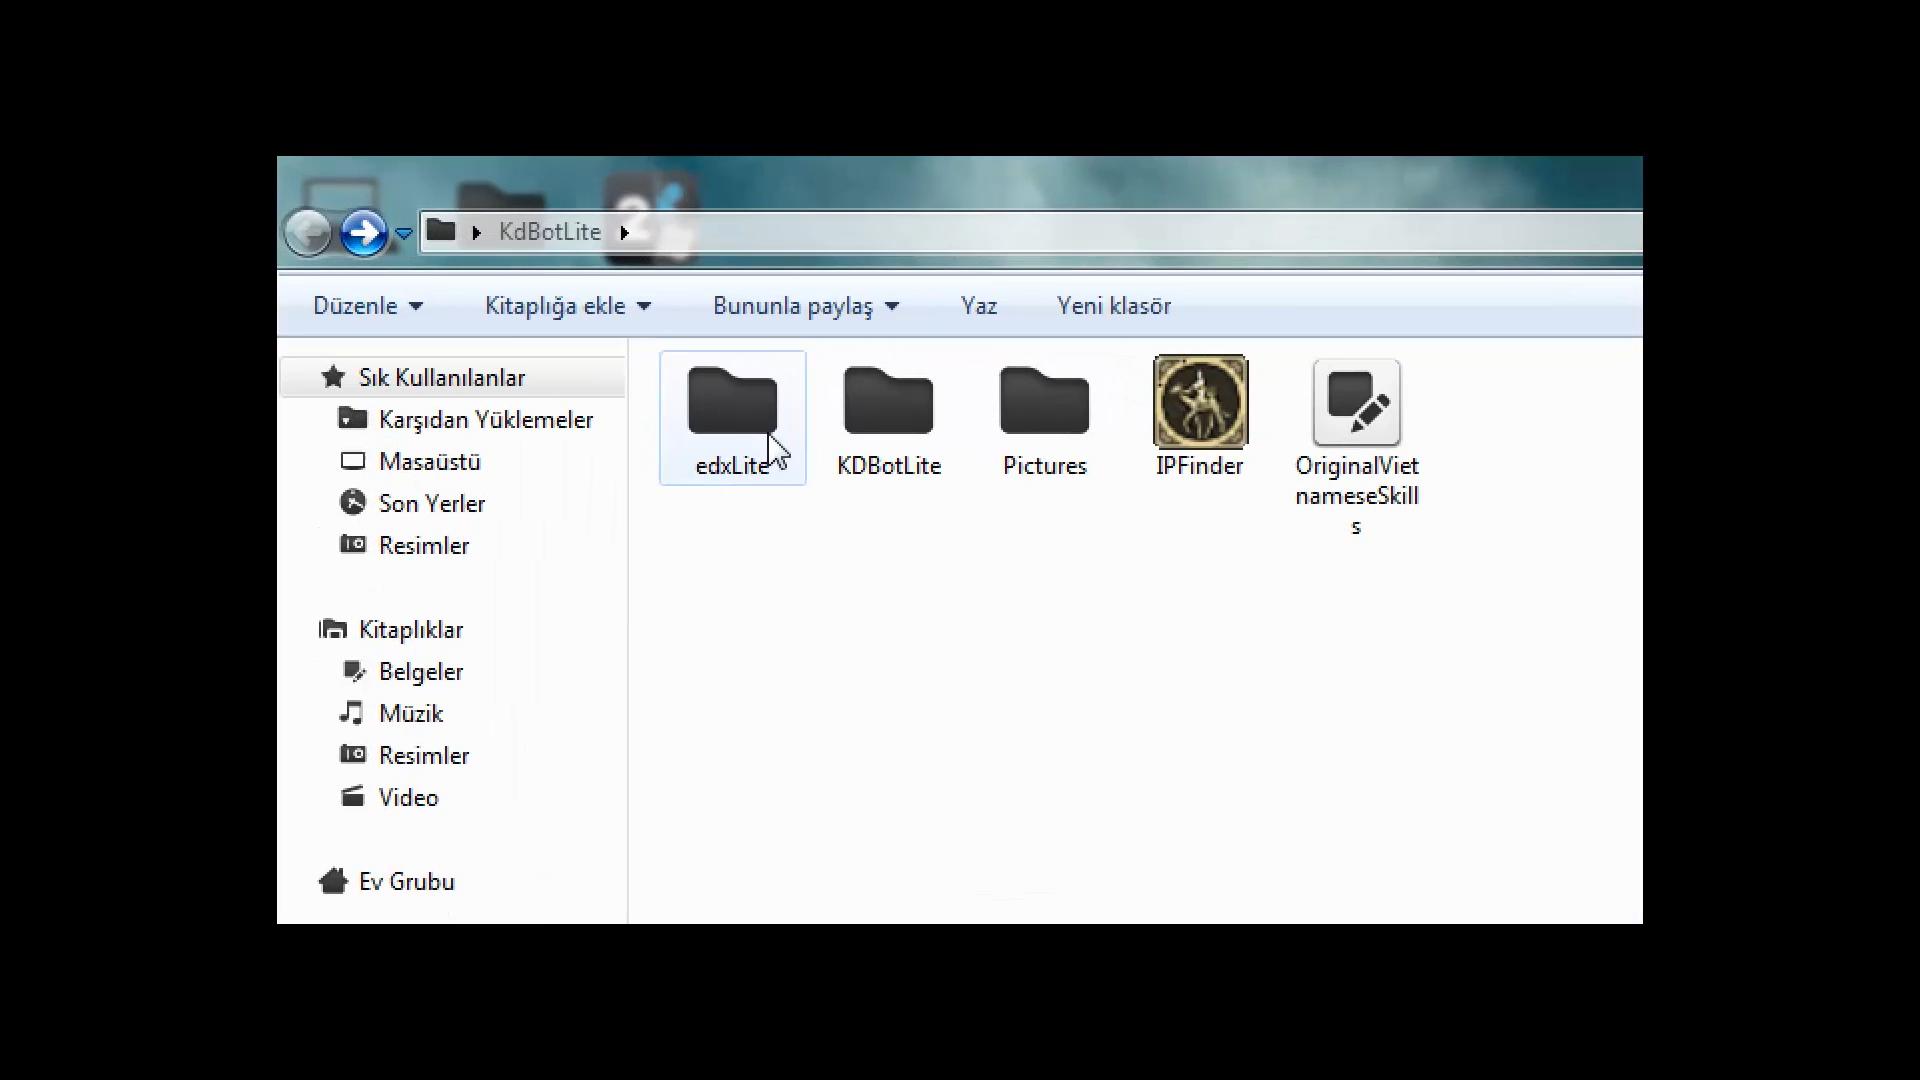 KdBotLite
Düzenle Kitaplığa ekle Bununla paylaş Yaz Yeni klasör
Sık Kullanılanlar
Karşıdan Yüklemeler
Masaüstü
Son Yerler
Resimler
Kitaplıklar
Belgeler
Müzik
Resimler
Video
Ev Grubu
edxLite
KDBotLite
Pictures
IPFinder
OriginalViet
nameseSkill
s